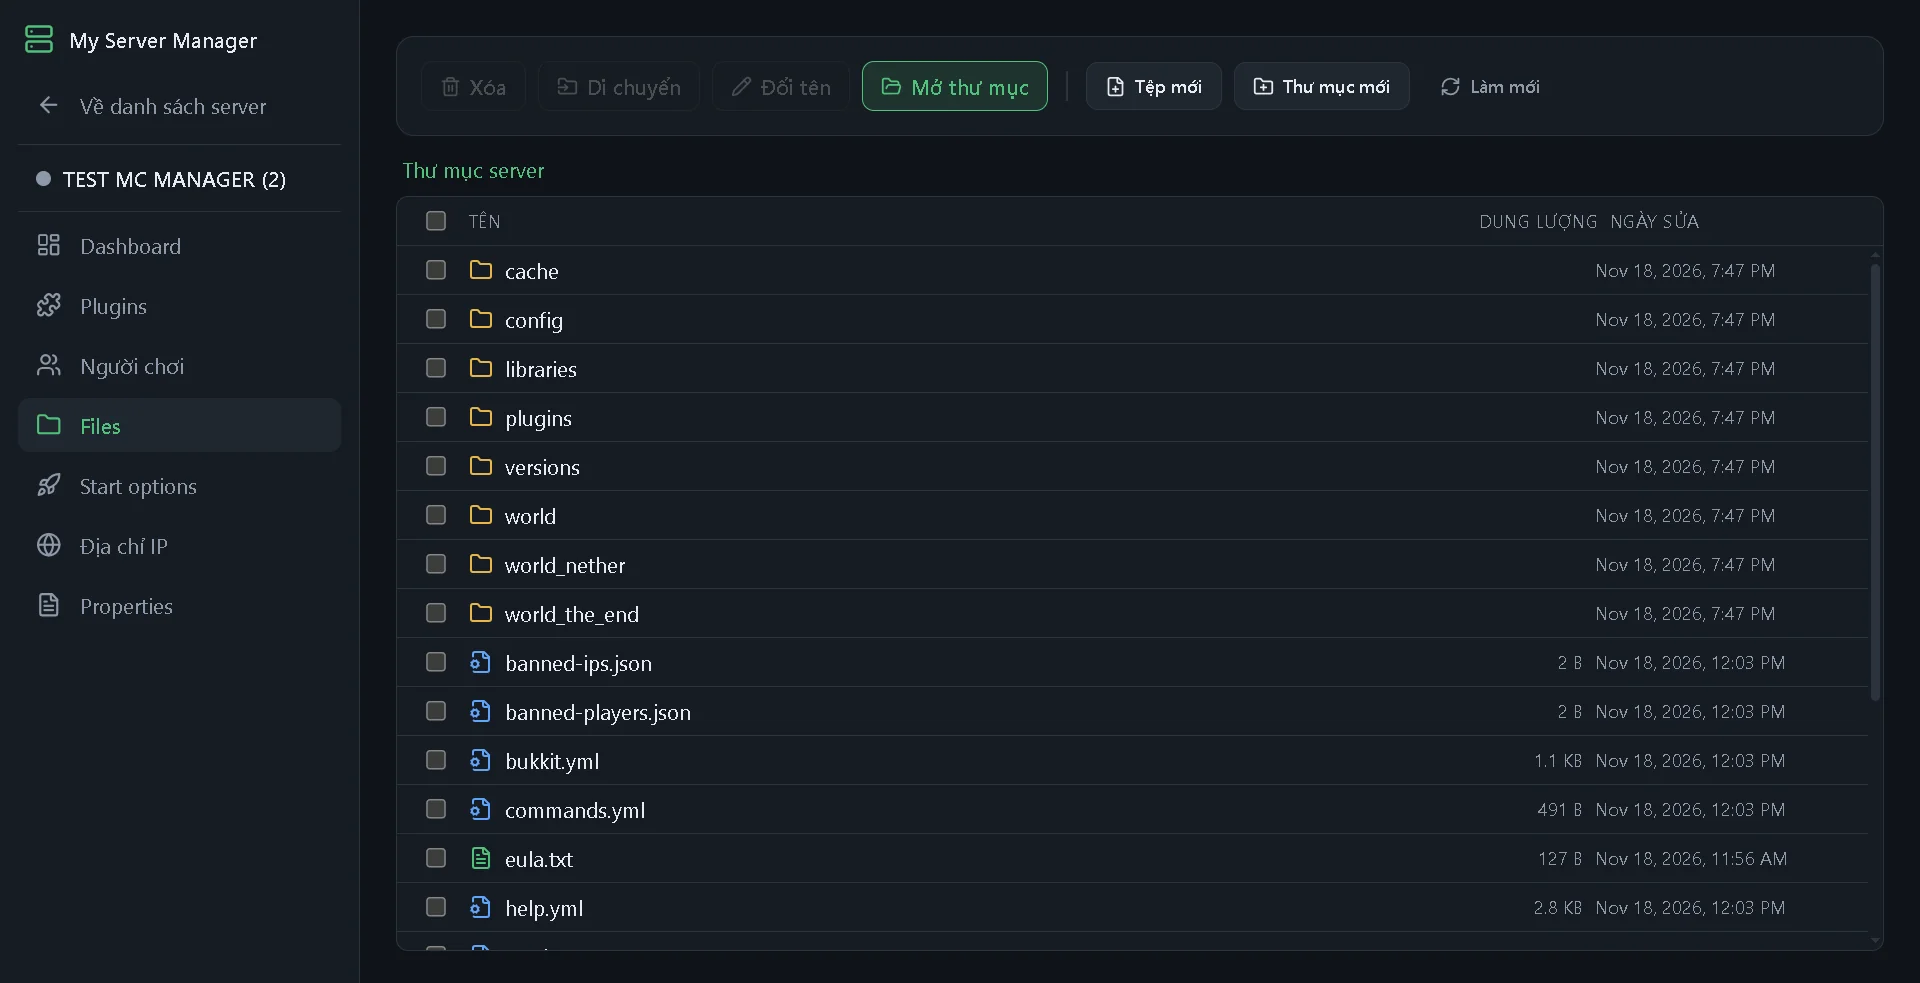 My Server Manager
Về danh sách server
TEST MC MANAGER (2)
Dashboard
Plugins
Người chơi
Files
Start options
Địa chỉ IP
Properties
Xóa
Di chuyển
Đổi tên
Mở thư mục
Tệp mới
Thư mục mới
Làm mới
Thư mục server
TÊN DUNG LƯỢNG NGÀY SỬA
cache Nov 18, 2026, 7:47 PM
config Nov 18, 2026, 7:47 PM
libraries Nov 18, 2026, 7:47 PM
plugins Nov 18, 2026, 7:47 PM
versions Nov 18, 2026, 7:47 PM
world Nov 18, 2026, 7:47 PM
world_nether Nov 18, 2026, 7:47 PM
world_the_end Nov 18, 2026, 7:47 PM
banned-ips.json 2 B Nov 18, 2026, 12:03 PM
banned-players.json 2 B Nov 18, 2026, 12:03 PM
bukkit.yml 1.1 KB Nov 18, 2026, 12:03 PM
commands.yml 491 B Nov 18, 2026, 12:03 PM
eula.txt 127 B Nov 18, 2026, 11:56 AM
help.yml 2.8 KB Nov 18, 2026, 12:03 PM